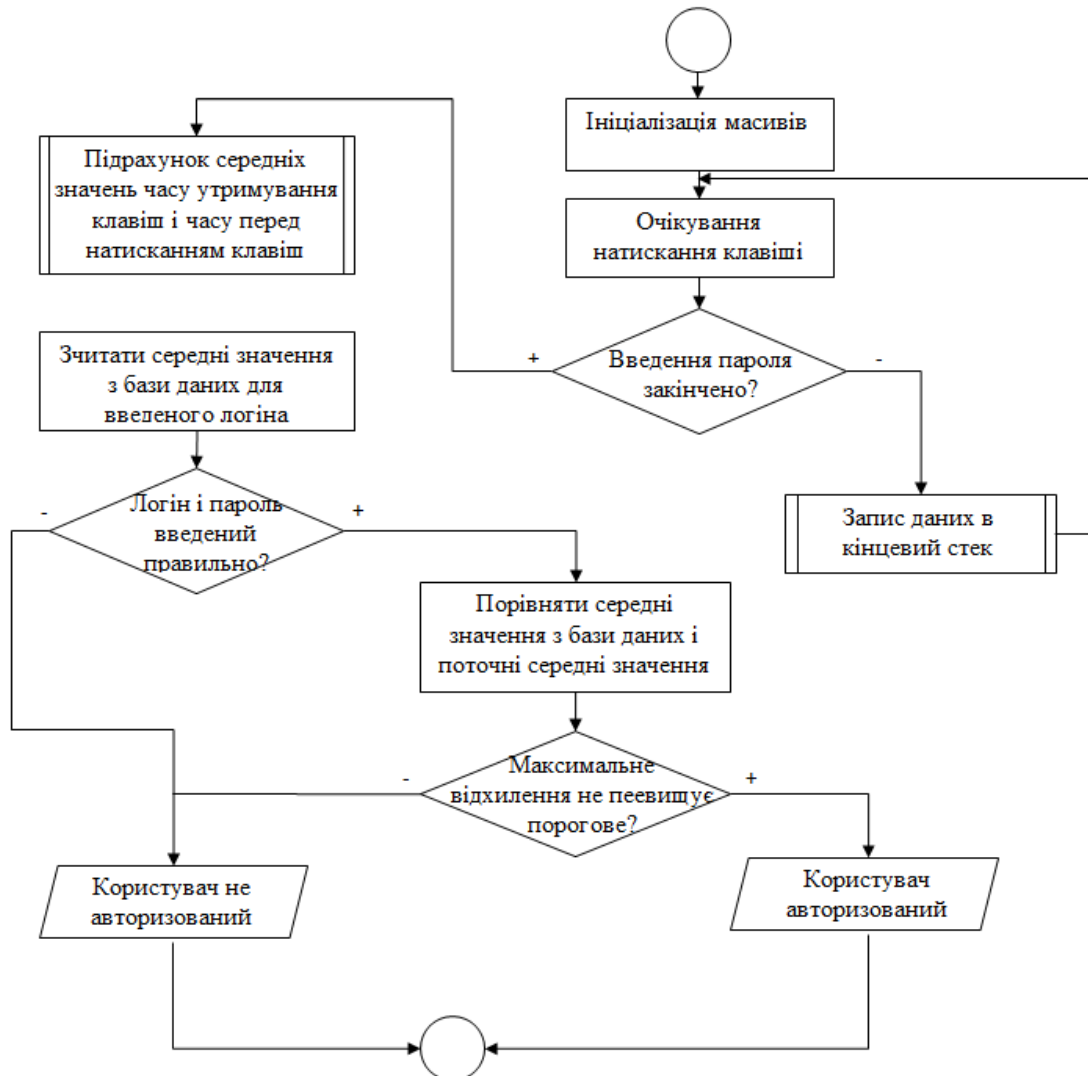 Ініціалізація масивів
Підрахунок середніх
значень часу утримування
клавіш і часу перед
натисканням клавіш
Очікування
натискання клавіші
Зчитати середні значення
з бази даних для
введеного логіна
+
Введення пароля
закінчено?
-
-
Логін і пароль
введений
правильно?
+
Запис даних в
кінцевий стек
Порівняти середні
значення з бази даних і
поточні середні значення
-
Максимальне
відхилення не пеевищує
порогове?
+
Користувач не
авторизований
Користувач
авторизований